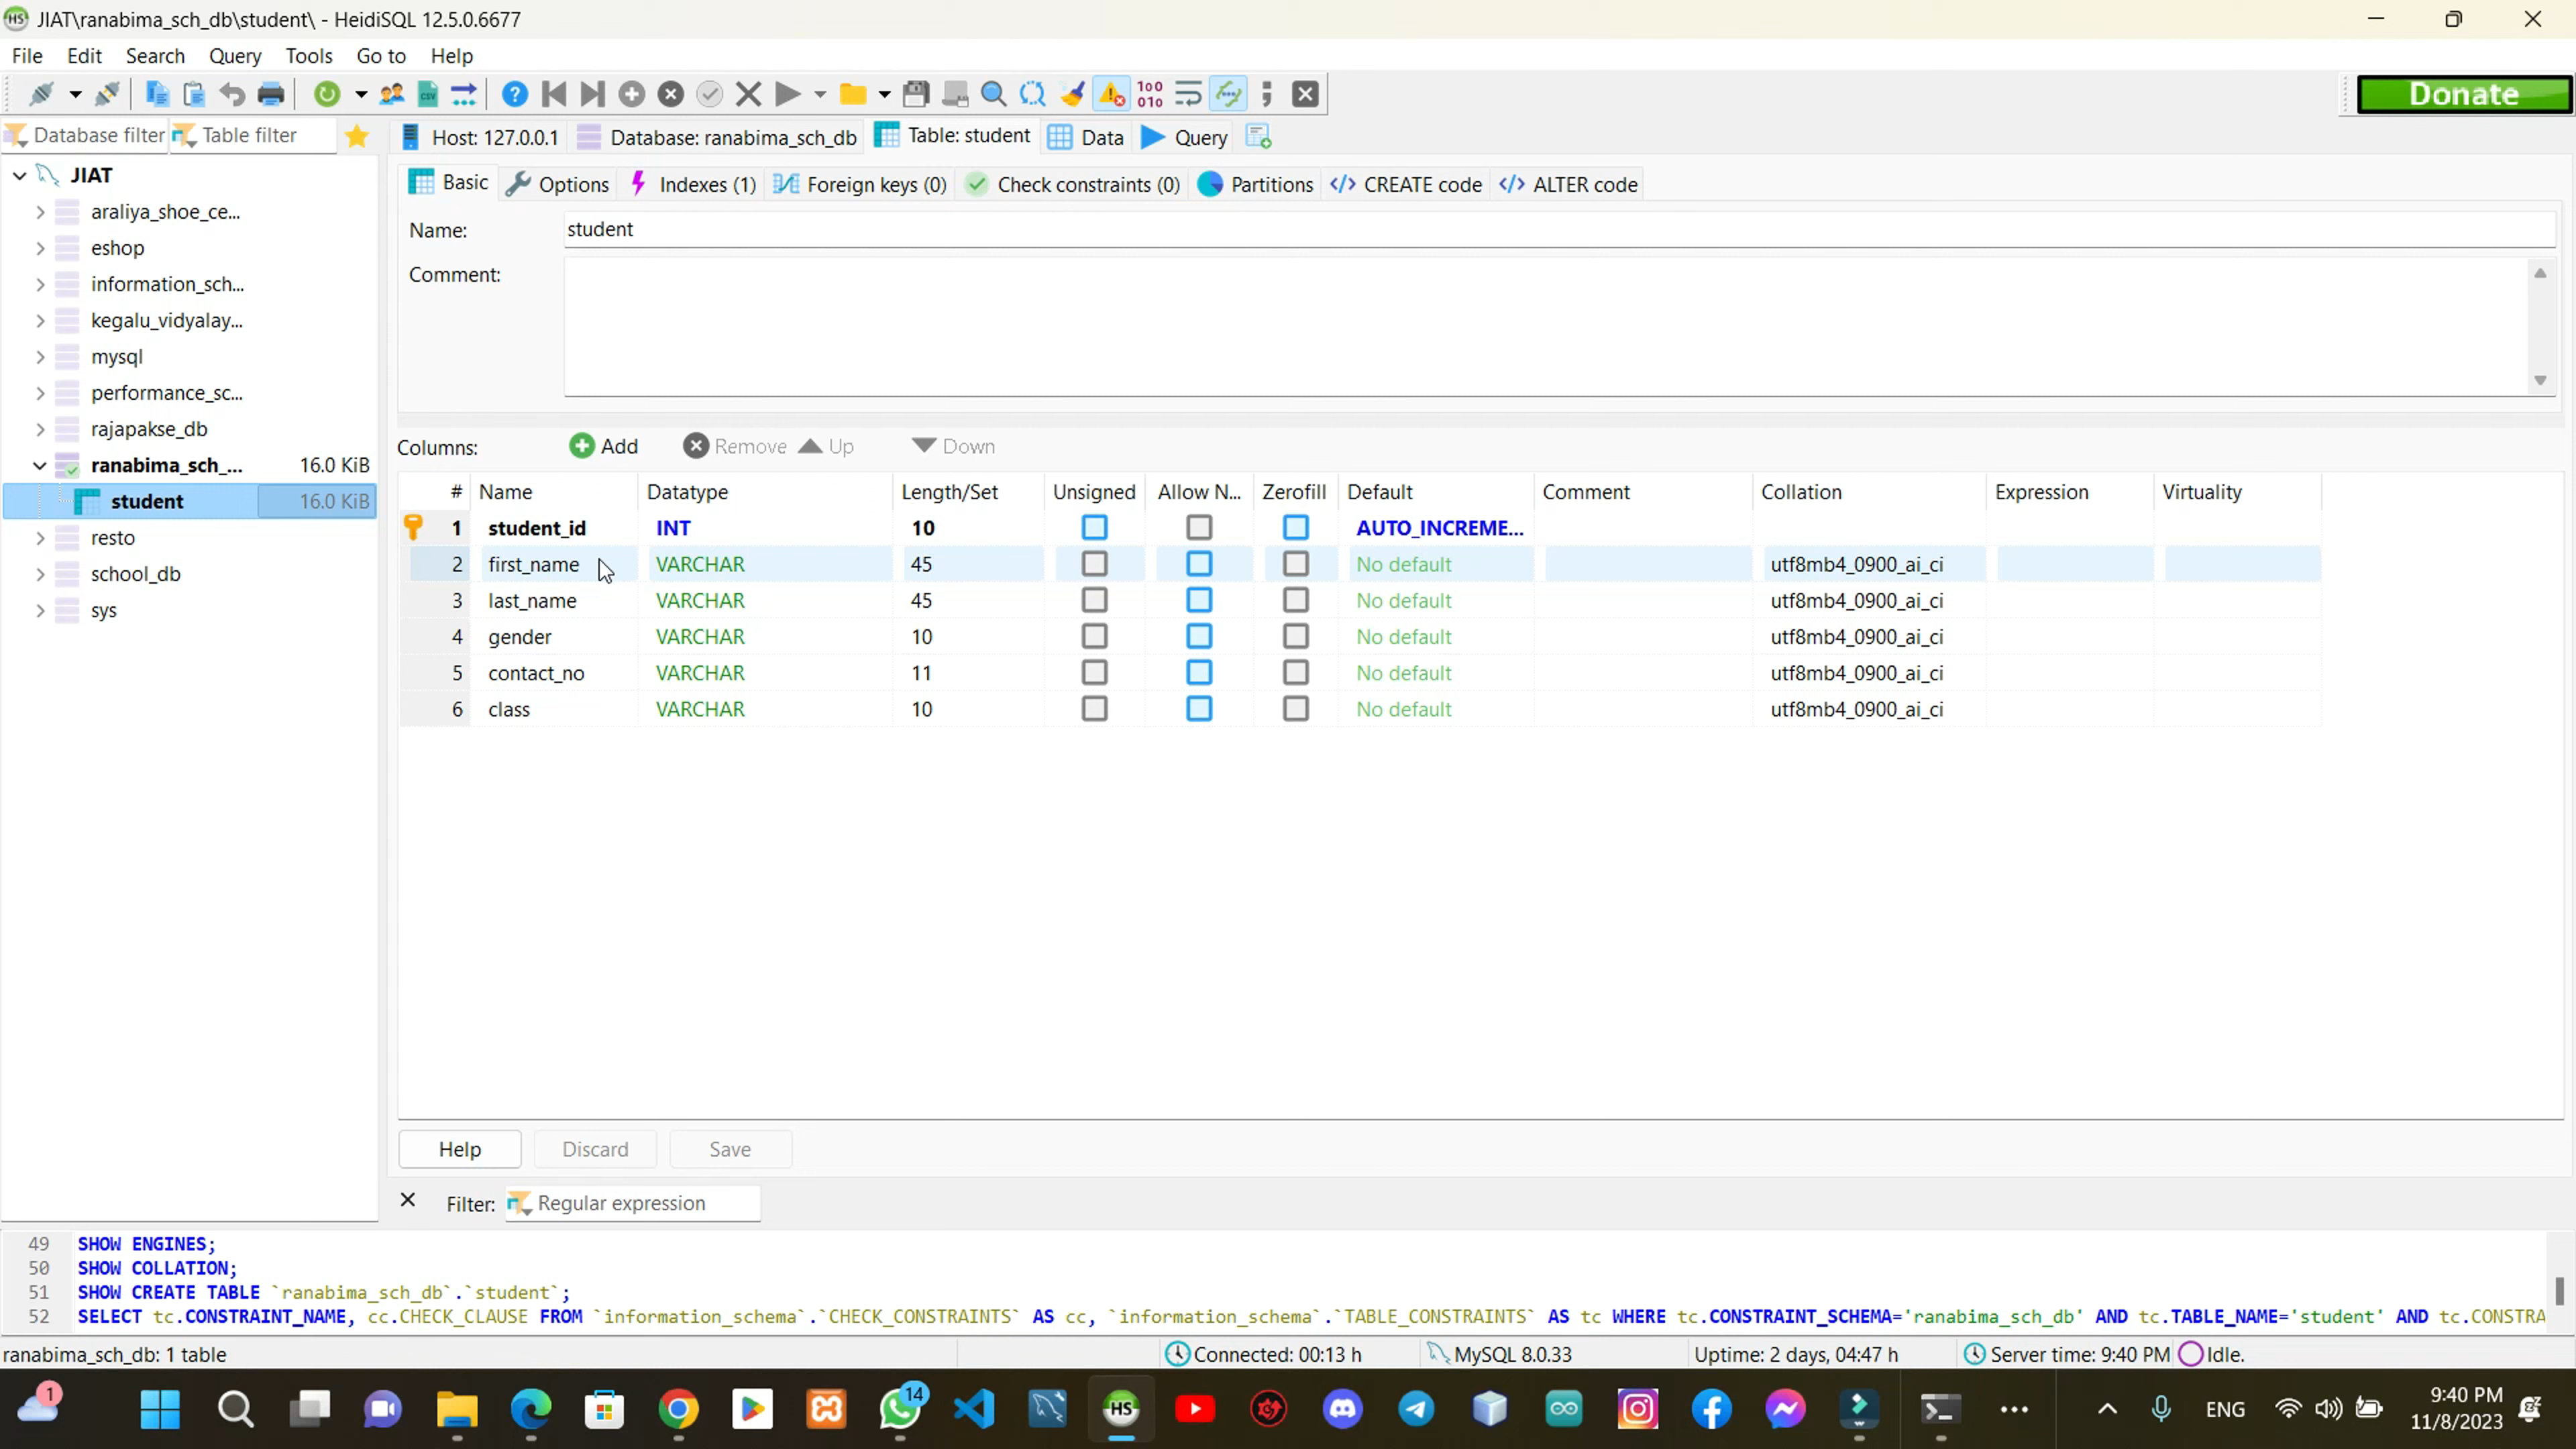 JIAT\ranabima_sch_db\student\ - HeidiSQL 12.5.0.6677
File Edit Search Query Tools Go to Help
Donate
Database filter Table filter Host: 127.0.0.1 Database: ranabima_sch_db Table: student Data Query
JIAT
araliya_shoe_ce...
eshop
information_sch...
kegalu_vidyalay...
mysql
performance_sc...
rajapakse_db
ranabima_sch_... 16.0 KiB
student 16.0 KiB
resto
school_db
sys
Basic Options Indexes (1) Foreign keys (0) Check constraints (0) Partitions CREATE code ALTER code
Name: student
Comment:
Columns: Add Remove Up Down
# Name Datatype Length/Set Unsigned Allow N... Zerofill Default Comment Collation Expression Virtuality
1 student_id INT 10 AUTO_INCREME...
2 first_name VARCHAR 45 No default utf8mb4_0900_ai_ci
3 last_name VARCHAR 45 No default utf8mb4_0900_ai_ci
4 gender VARCHAR 10 No default utf8mb4_0900_ai_ci
5 contact_no VARCHAR 11 No default utf8mb4_0900_ai_ci
6 class VARCHAR 10 No default utf8mb4_0900_ai_ci
Help Discard Save
Filter: Regular expression
49 SHOW ENGINES;
50 SHOW COLLATION;
51 SHOW CREATE TABLE `ranabima_sch_db`.`student`;
52 SELECT tc.CONSTRAINT_NAME, cc.CHECK_CLAUSE FROM `information_schema`.`CHECK_CONSTRAINTS` AS cc, `information_schema`.`TABLE_CONSTRAINTS` AS tc WHERE tc.CONSTRAINT_SCHEMA='ranabima_sch_db' AND tc.TABLE_NAME='student' AND tc.CONSTRA
ranabima_sch_db: 1 table Connected: 00:13 h MySQL 8.0.33 Uptime: 2 days, 04:47 h Server time: 9:40 PM Idle.
1 14 HS ENG 9:40 PM
11/8/2023